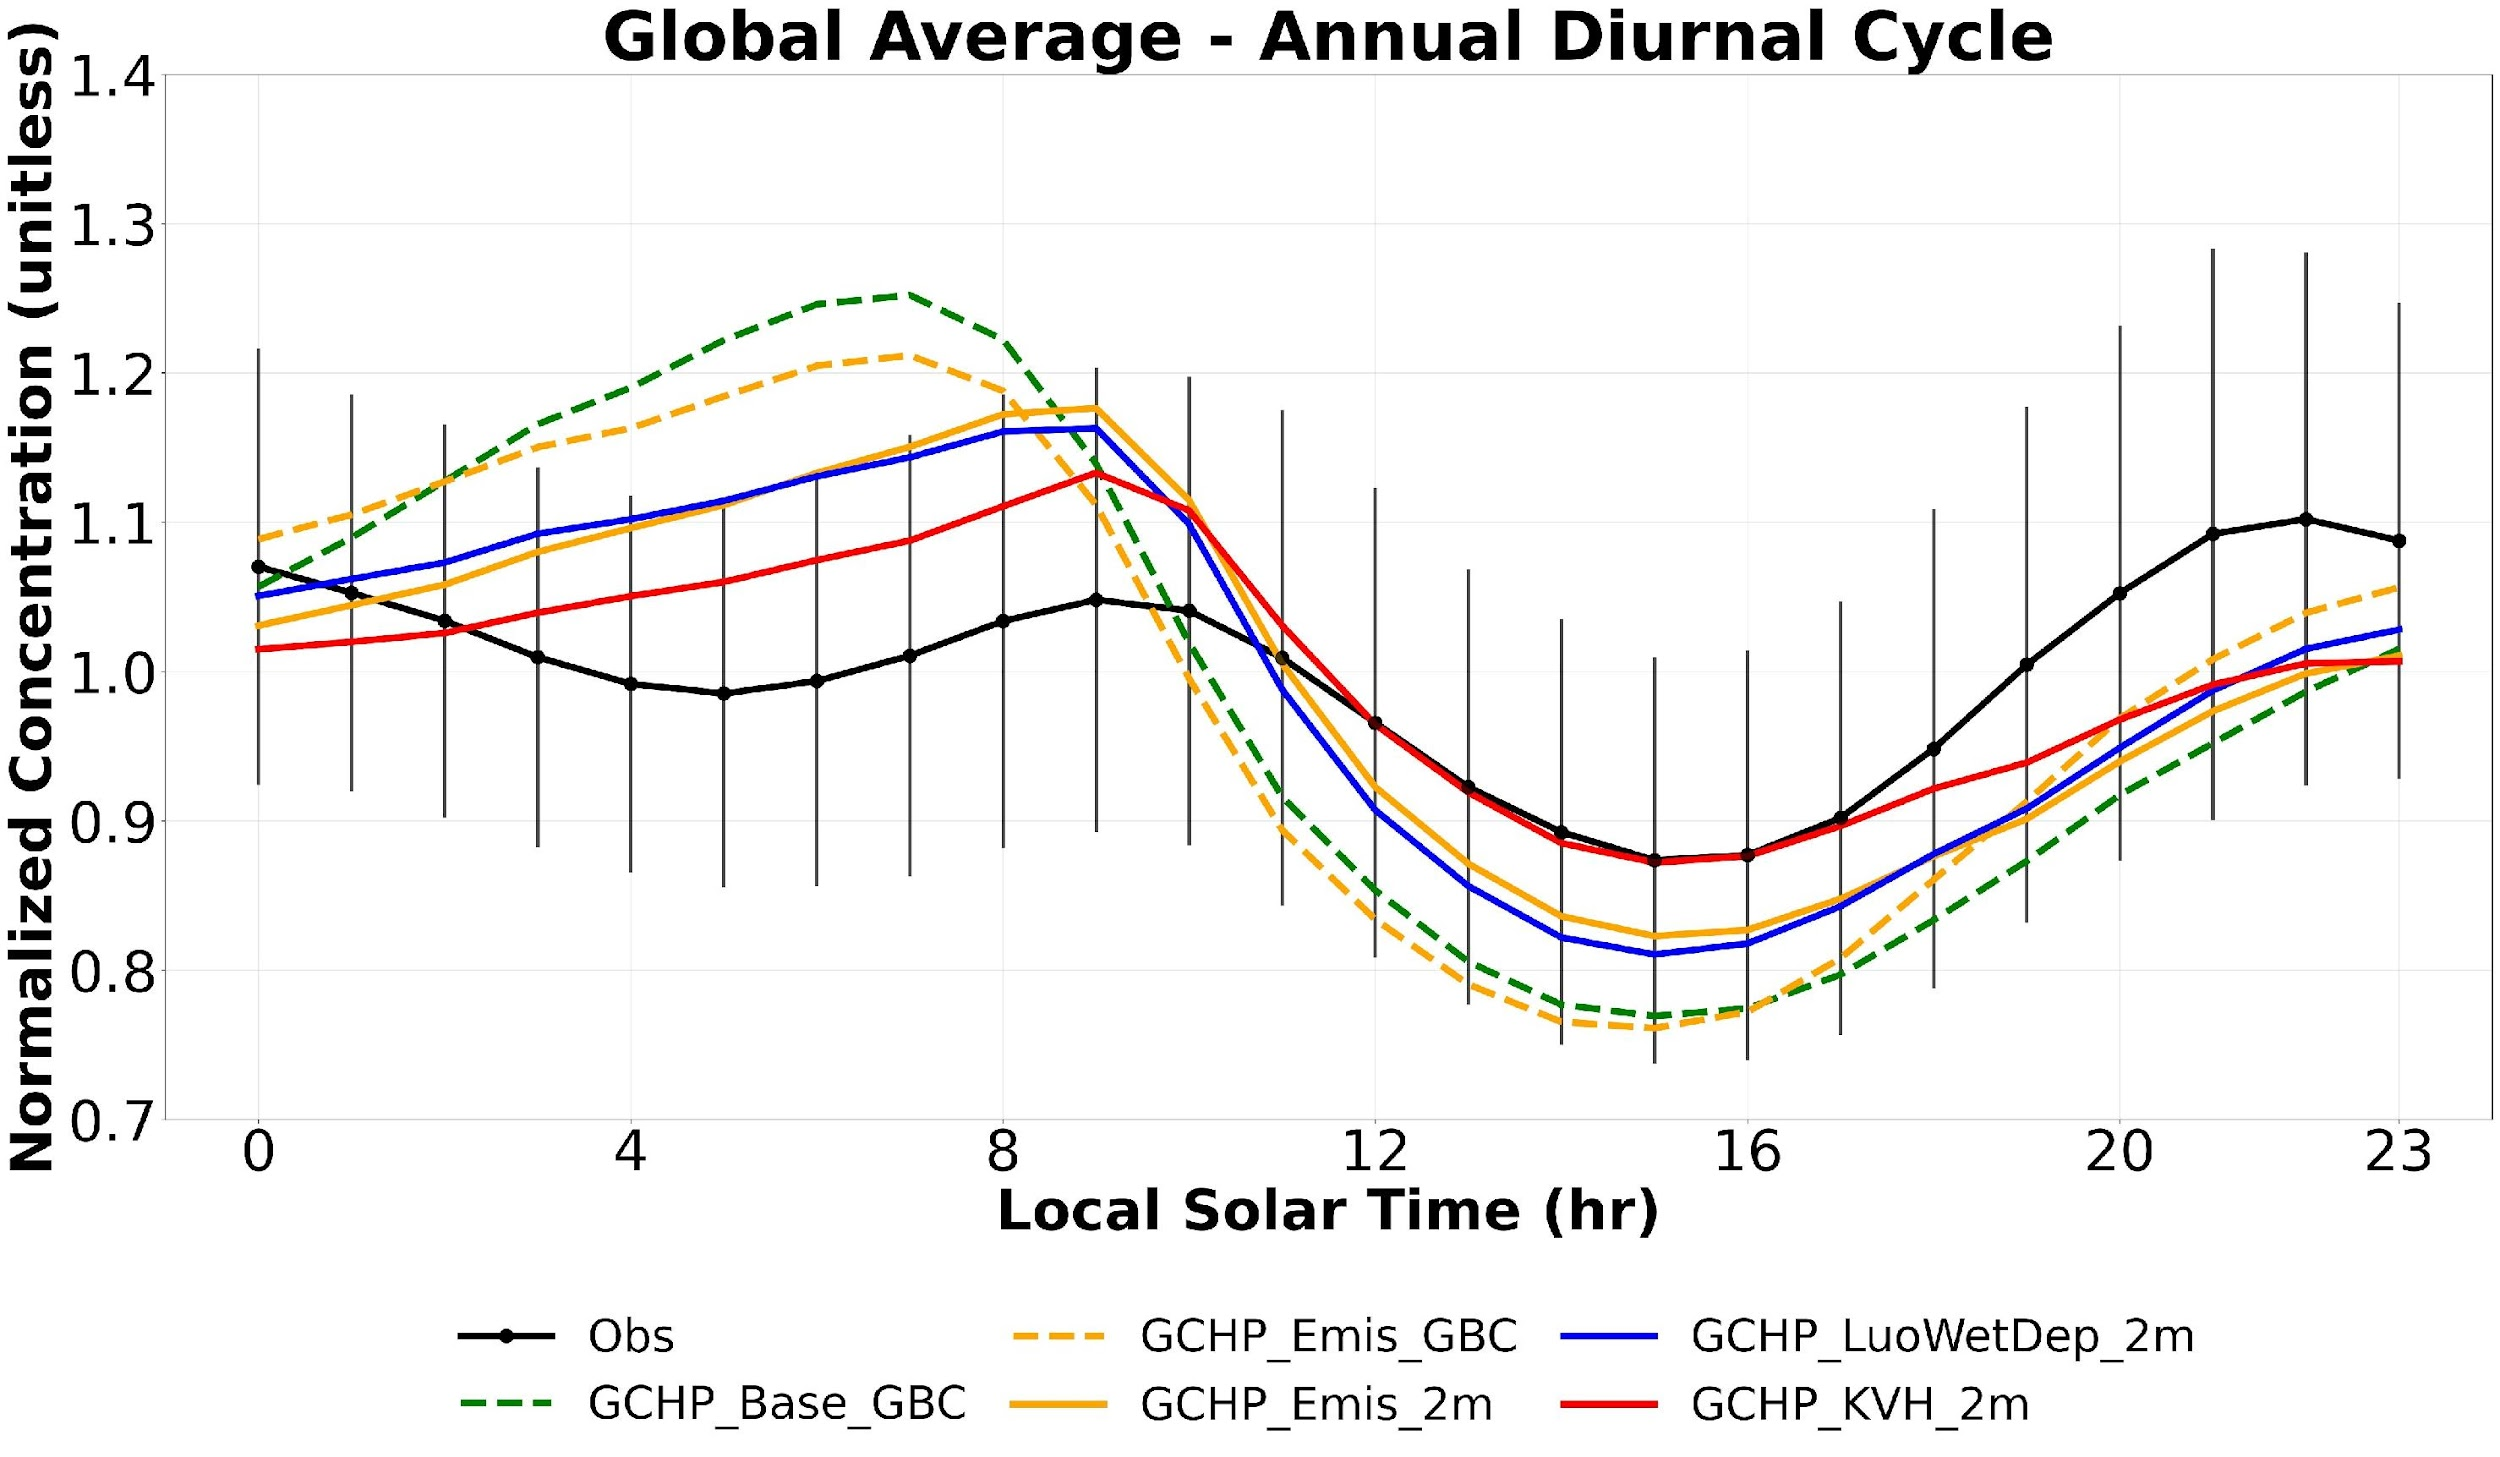 Global Average - Annual Diurnal Cycle
Normalized Concentration (unitless)
1.4
1.3
1.2
1.1
1.0
0.9
0.8
0.7
0 4 8 12 16 20 23
Local Solar Time (hr)
Obs GCHP_Emis_GBC GCHP_LuoWetDep_2m
GCHP_Base_GBC GCHP_Emis_2m GCHP_KVH_2m